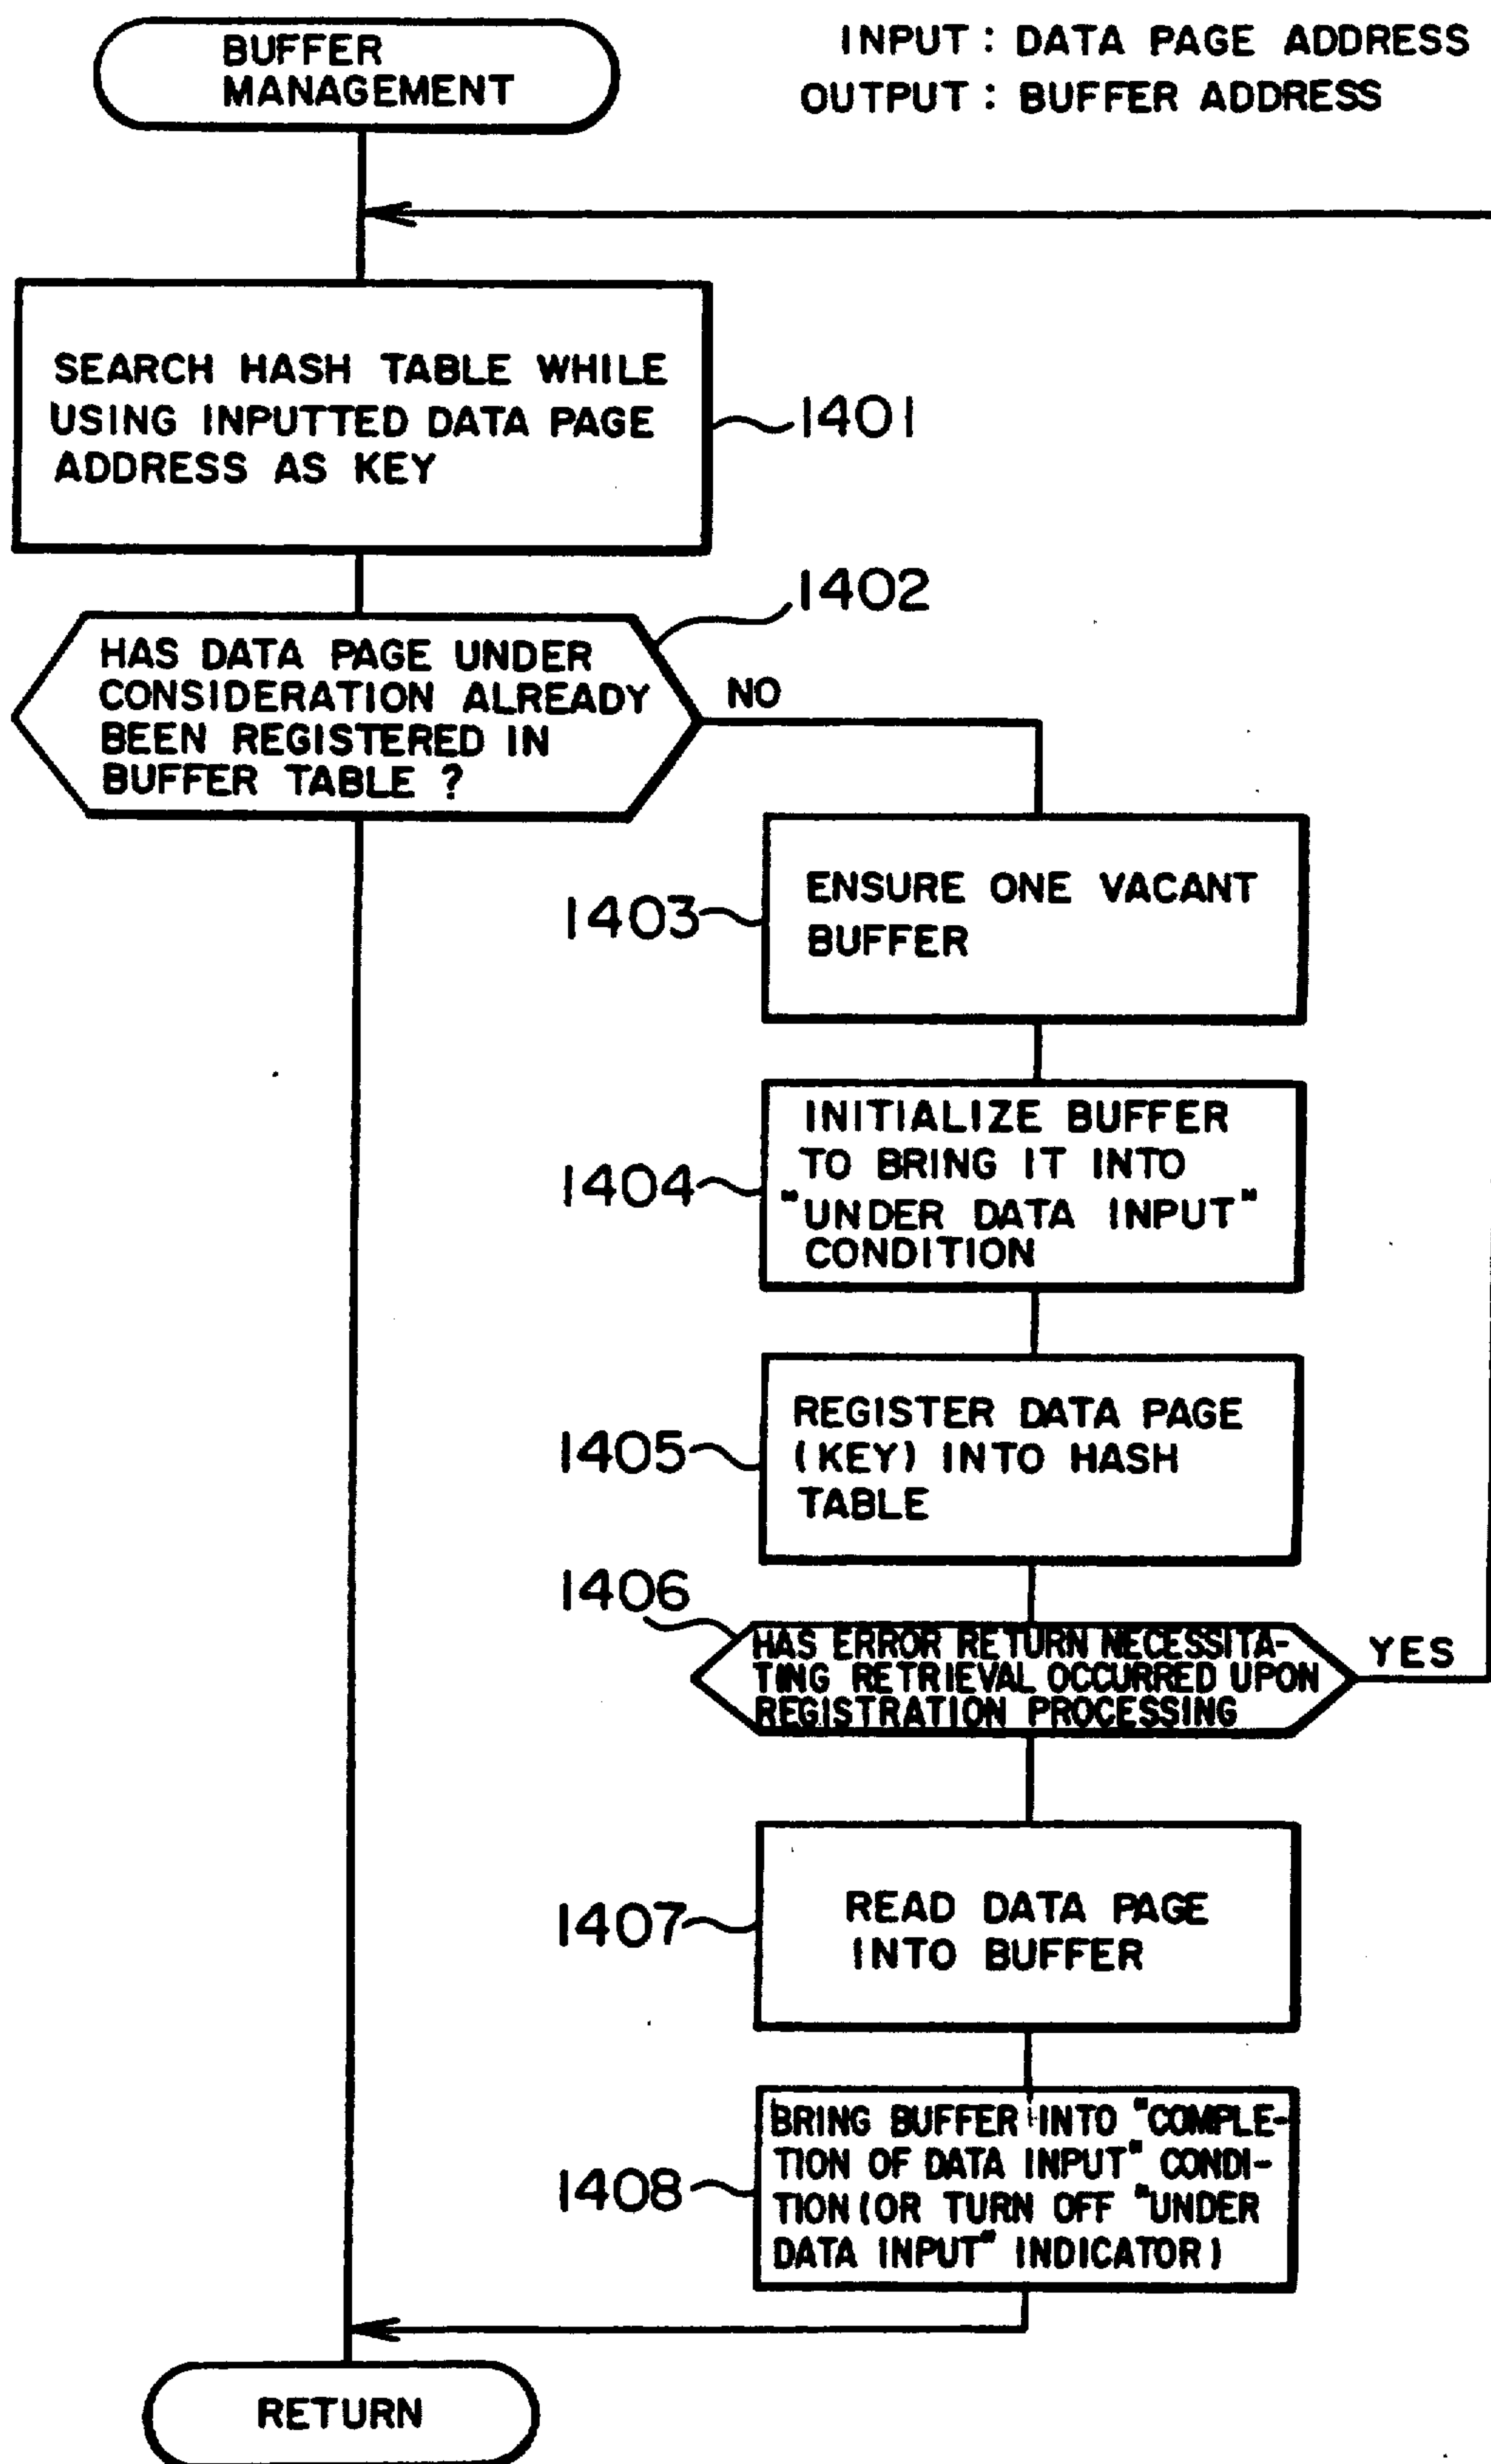 BUFFER
MANAGEMENT
INPUT : DATA PAGE ADDRESS
OUTPUT : BUFFER ADDRESS
SEARCH HASH TABLE WHILE
USING INPUTTED DATA PAGE
ADDRESS AS KEY
1401
1402
HAS DATA PAGE UNDER
CONSIDERATION ALREADY
BEEN REGISTERED IN
BUFFER TABLE ?
NO
1403
ENSURE ONE VACANT
BUFFER
1404
INITIALIZE BUFFER
TO BRING IT INTO
"UNDER DATA INPUT"
CONDITION
1405
REGISTER DATA PAGE
(KEY) INTO HASH
TABLE
1406
HAS ERROR RETURN NECESSITA-
TING RETRIEVAL OCCURRED UPON
REGISTRATION PROCESSING
YES
1407
READ DATA PAGE
INTO BUFFER
1408
BRING BUFFER INTO "COMPLE-
TION OF DATA INPUT" CONDI-
TION (OR TURN OFF "UNDER
DATA INPUT" INDICATOR)
RETURN